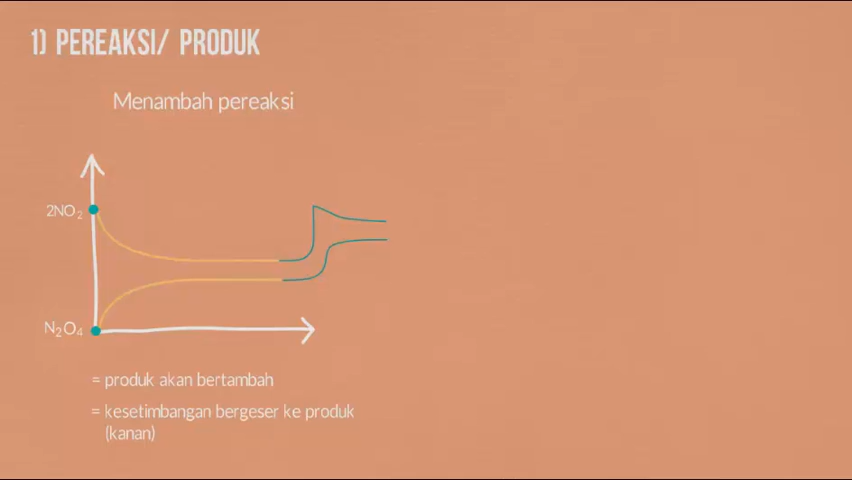 1) PEREAKSI/ PRODUK
Menambah pereaksi
2NO₂
N₂O₄
= produk akan bertambah
= kesetimbangan bergeser ke produk
(kanan)